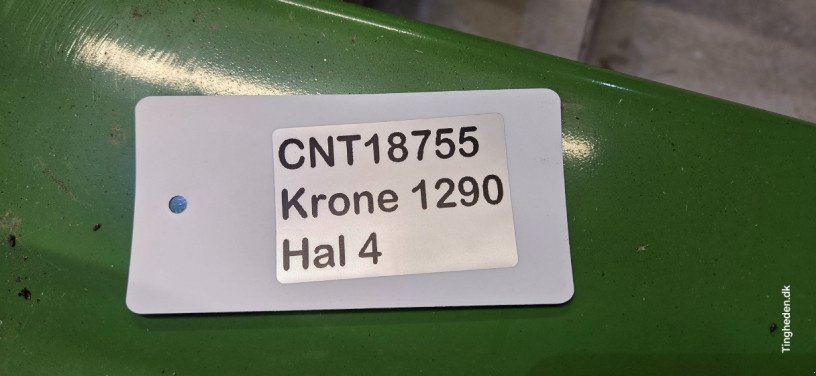 CNT18755
Krone 1290
Hal 4
Tingheden.dk